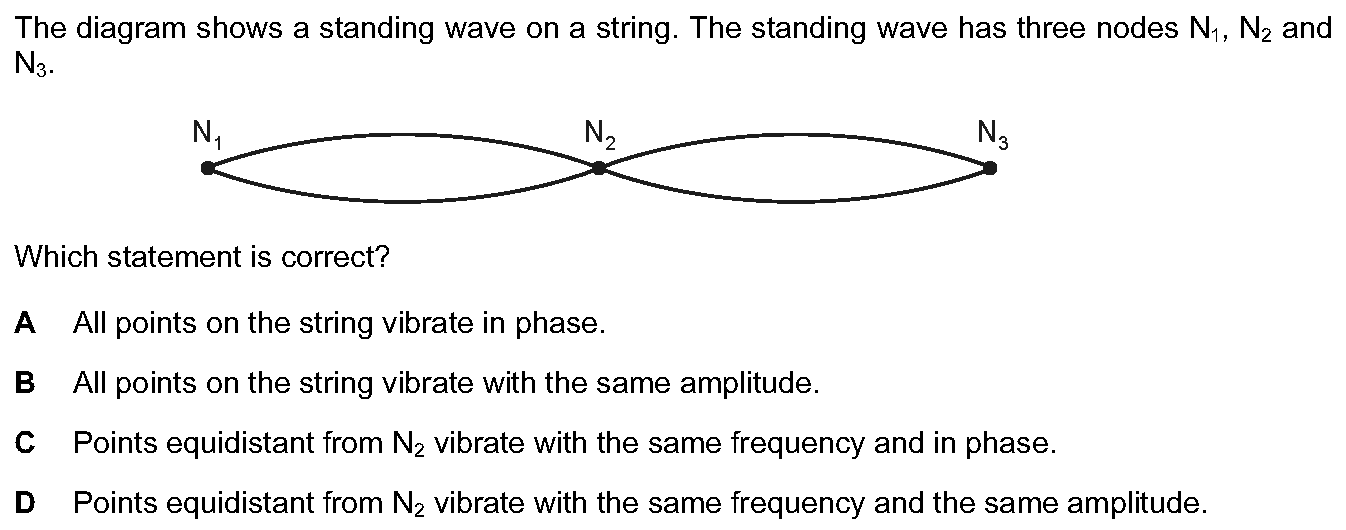 The diagram shows a standing wave on a string. The standing wave has three nodes N₁, N₂ and
N₃.
N₁ N₂ N₃
Which statement is correct?
A All points on the string vibrate in phase.
B All points on the string vibrate with the same amplitude.
C Points equidistant from N₂ vibrate with the same frequency and in phase.
D Points equidistant from N₂ vibrate with the same frequency and the same amplitude.